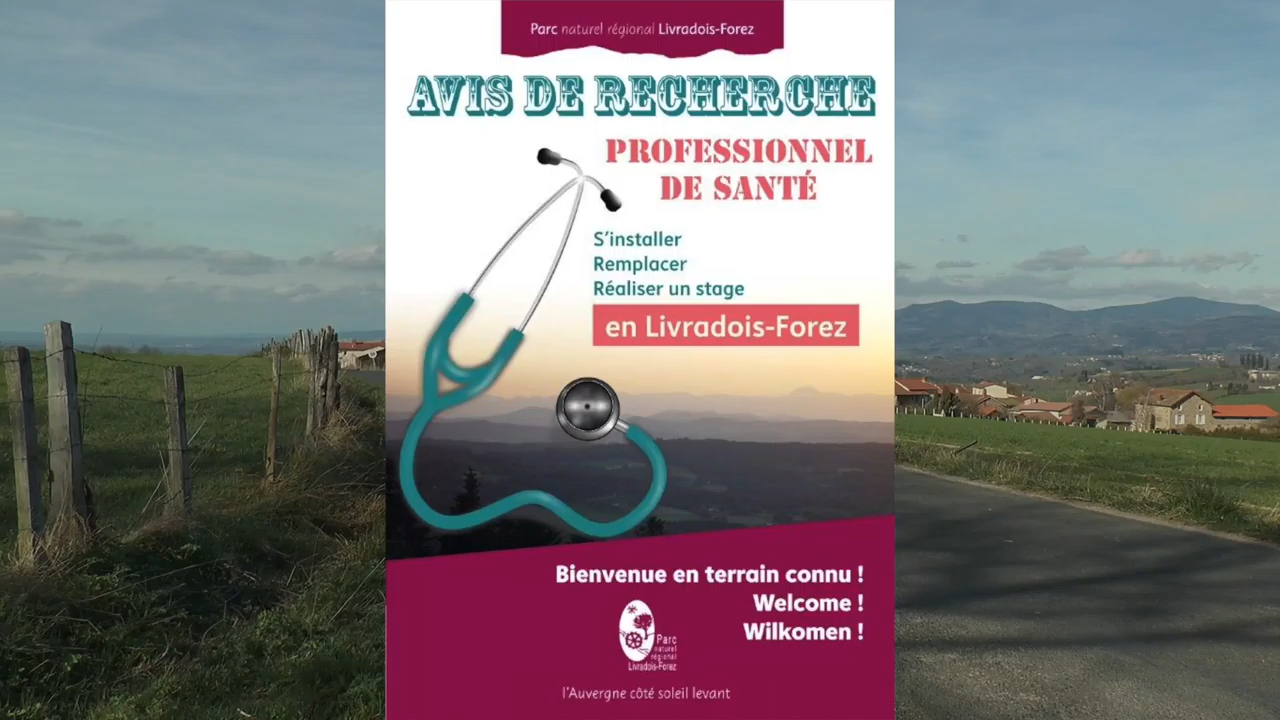 Parc naturel régional Livradois-Forez
AVIS DE RECHERCHE
PROFESSIONNEL
DE SANTÉ
S'installer
Remplacer
Réaliser un stage
en Livradois-Forez
Bienvenue en terrain connu !
Welcome !
Wilkomen !
Parc
naturel
régional
Livradois-Forez
l'Auvergne côté soleil levant